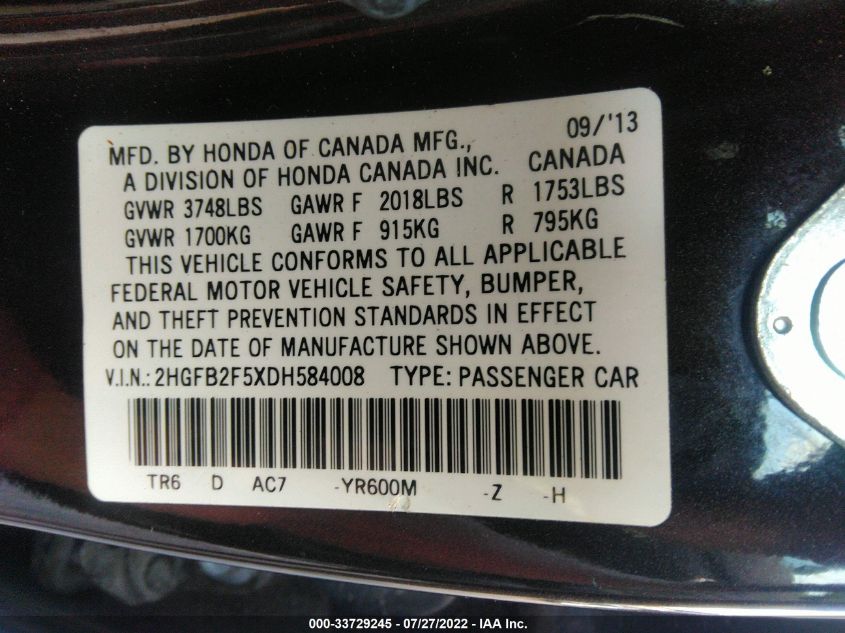 09/'13
MFD. BY HONDA OF CANADA MFG.,
A DIVISION OF HONDA CANADA INC. CANADA
GVWR 3748LBS GAWR F 2018LBS R 1753LBS
GVWR 1700KG GAWR F 915KG R 795KG
THIS VEHICLE CONFORMS TO ALL APPLICABLE
FEDERAL MOTOR VEHICLE SAFETY, BUMPER,
AND THEFT PREVENTION STANDARDS IN EFFECT
ON THE DATE OF MANUFACTURE SHOWN ABOVE.
V.I.N.: 2HGFB2F5XDH584008 TYPE: PASSENGER CAR
TR6 D AC7 -YR600M -Z -H
000-33729245 - 07/27/2022 - IAA Inc.